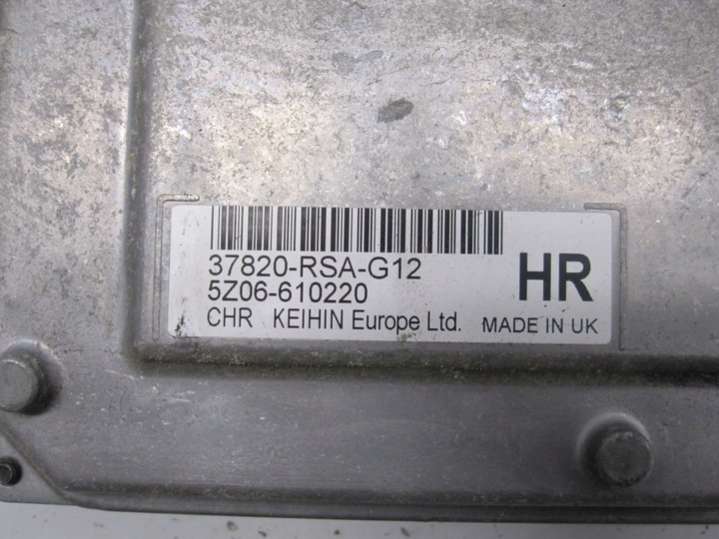 37820-RSA-G12
HR
5Z06-610220
CHR KEIHIN Europe Ltd. MADE IN UK